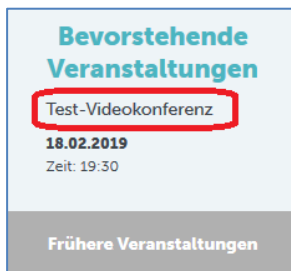 Bevorstehende
Veranstaltungen
Test-Videokonferenz
18.02.2019
Zeit: 19:30
Frühere Veranstaltungen